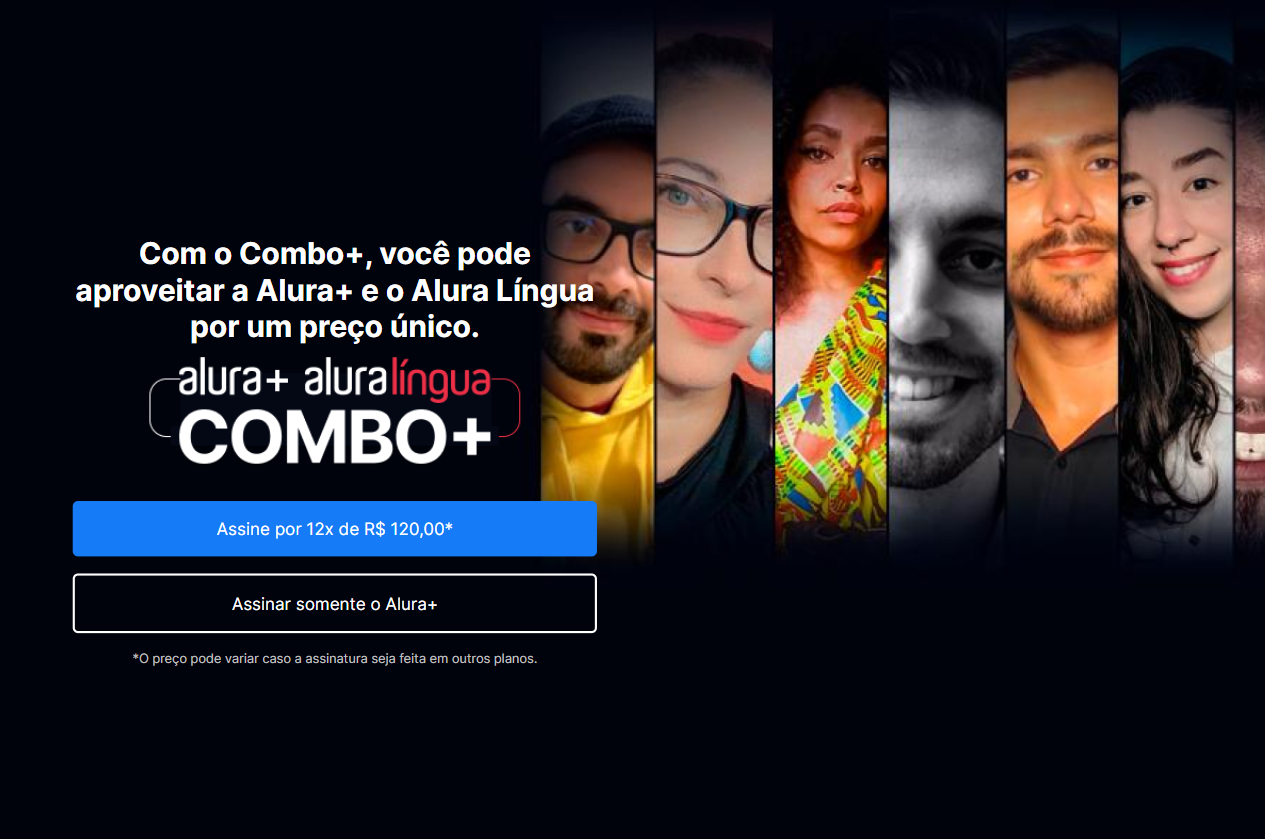 Com o Combo+, você pode
aproveitar a Alura+ e o Alura Língua
por um preço único.
alura+ aluralíngua
COMBO+
Assine por 12x de R$ 120,00*
Assinar somente o Alura+
*O preço pode variar caso a assinatura seja feita em outros planos.